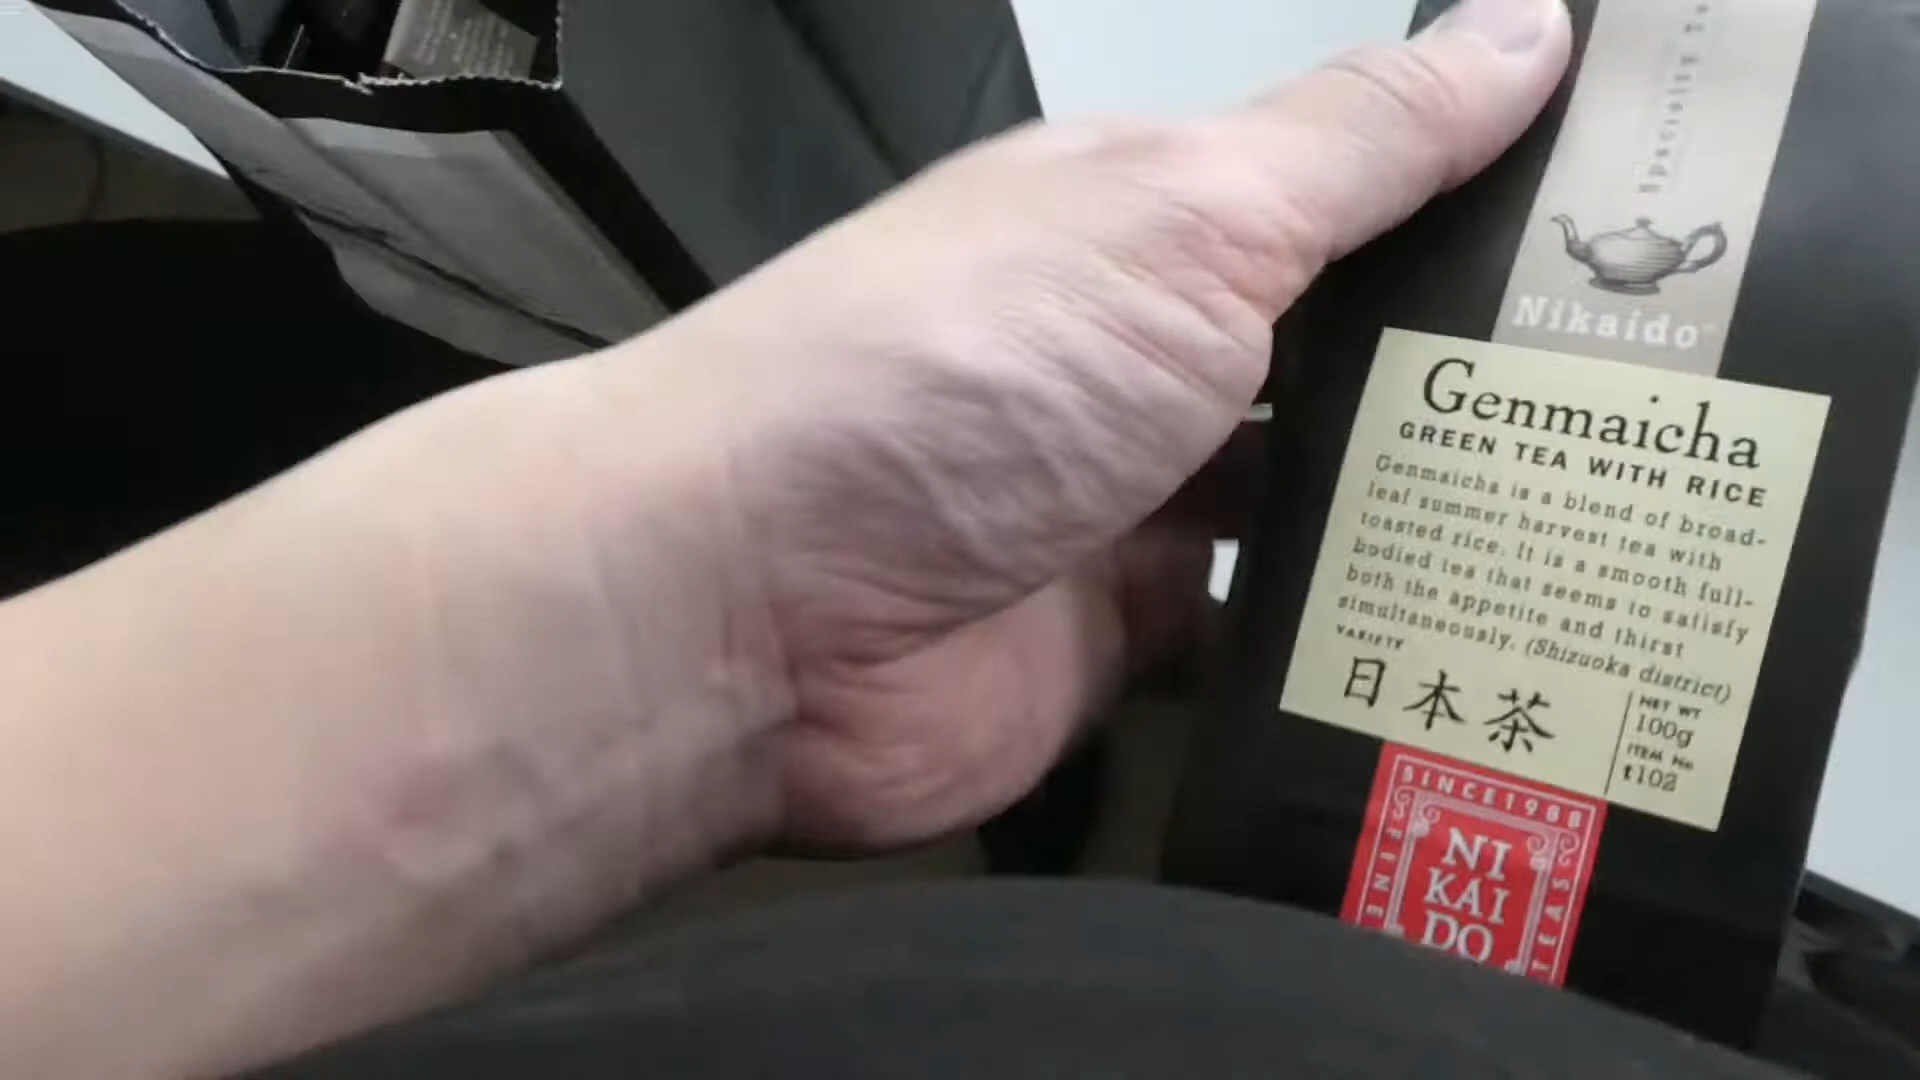 Specialty Te
Nikaido
Genmaicha
GREEN TEA WITH RICE
Genmaicha is a blend of broad-
leaf summer harvest tea with
toasted rice. It is a smooth full-
bodied tea that seems to satisfy
both the appetite and thirst
simultaneously. (Shizuoka district)
VARIETY
日本茶
NET WT
100g
ITEM No
t102
SINCE 1988
FINE
NI
KAI
DO
TEAS